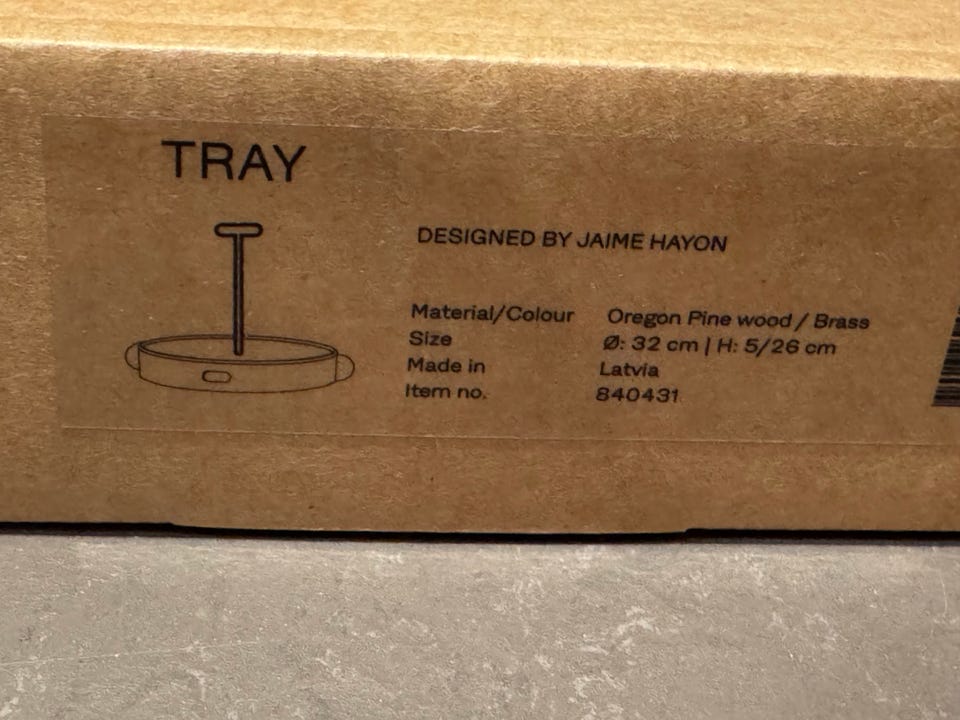 TRAY
DESIGNED BY JAIME HAYON
Material/Colour Oregon Pine wood / Brass
Size Ø: 32 cm | H: 5/26 cm
Made in Latvia
Item no. 840431